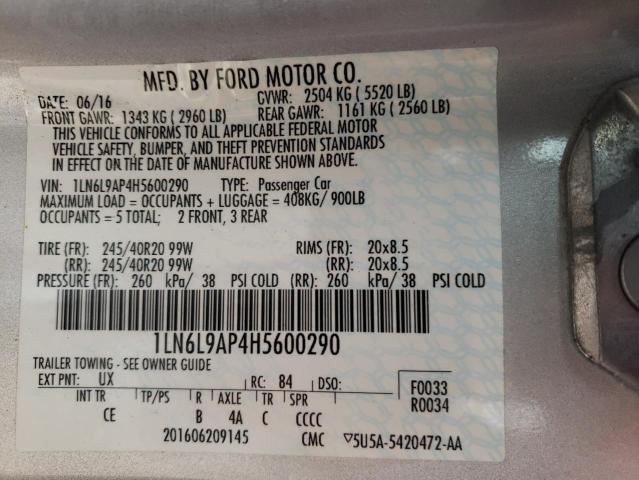 MFD. BY FORD MOTOR CO.
DATE: 06/16 GVWR: 2504 KG ( 5520 LB)
FRONT GAWR: 1343 KG ( 2960 LB) REAR GAWR: 1161 KG ( 2560 LB)
THIS VEHICLE CONFORMS TO ALL APPLICABLE FEDERAL MOTOR
VEHICLE SAFETY, BUMPER, AND THEFT PREVENTION STANDARDS
IN EFFECT ON THE DATE OF MANUFACTURE SHOWN ABOVE.
VIN: 1LN6L9AP4H5600290 TYPE: Passenger Car
MAXIMUM LOAD = OCCUPANTS + LUGGAGE = 408KG/ 900LB
OCCUPANTS = 5 TOTAL; 2 FRONT, 3 REAR
TIRE (FR): 245/40R20 99W RIMS (FR): 20x8.5
(RR): 245/40R20 99W (RR): 20x8.5
PRESSURE (FR): 260 kPa/ 38 PSI COLD (RR): 260 kPa/ 38 PSI COLD
1LN6L9AP4H5600290
TRAILER TOWING - SEE OWNER GUIDE
EXT PNT: UX RC: 84 DSO: F0033
INT TR TP/PS R AXLE TR SPR R0034
CE B 4A C CCCC
201606209145 CMC ▽5U5A-5420472-AA